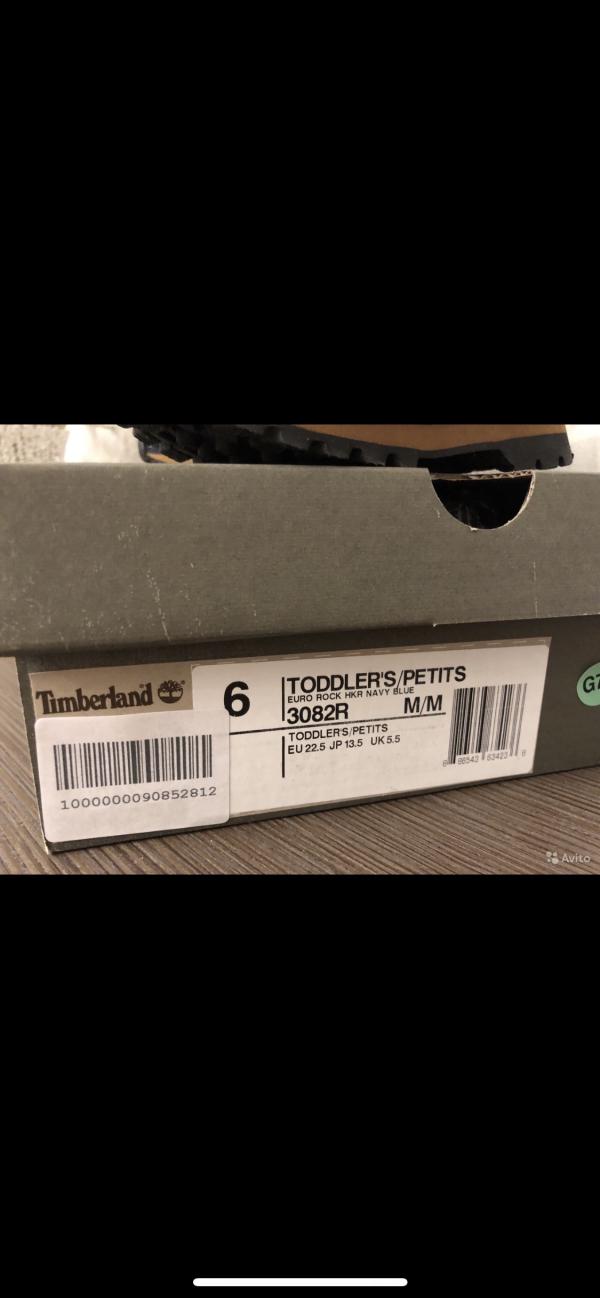 Timberland
6
TODDLER'S/PETITS
EURO ROCK HKR NAVY BLUE
3082R M/M
TODDLER'S/PETITS
EU 22.5 JP 13.5 UK 5.5
1000000090852812
G7
Avito